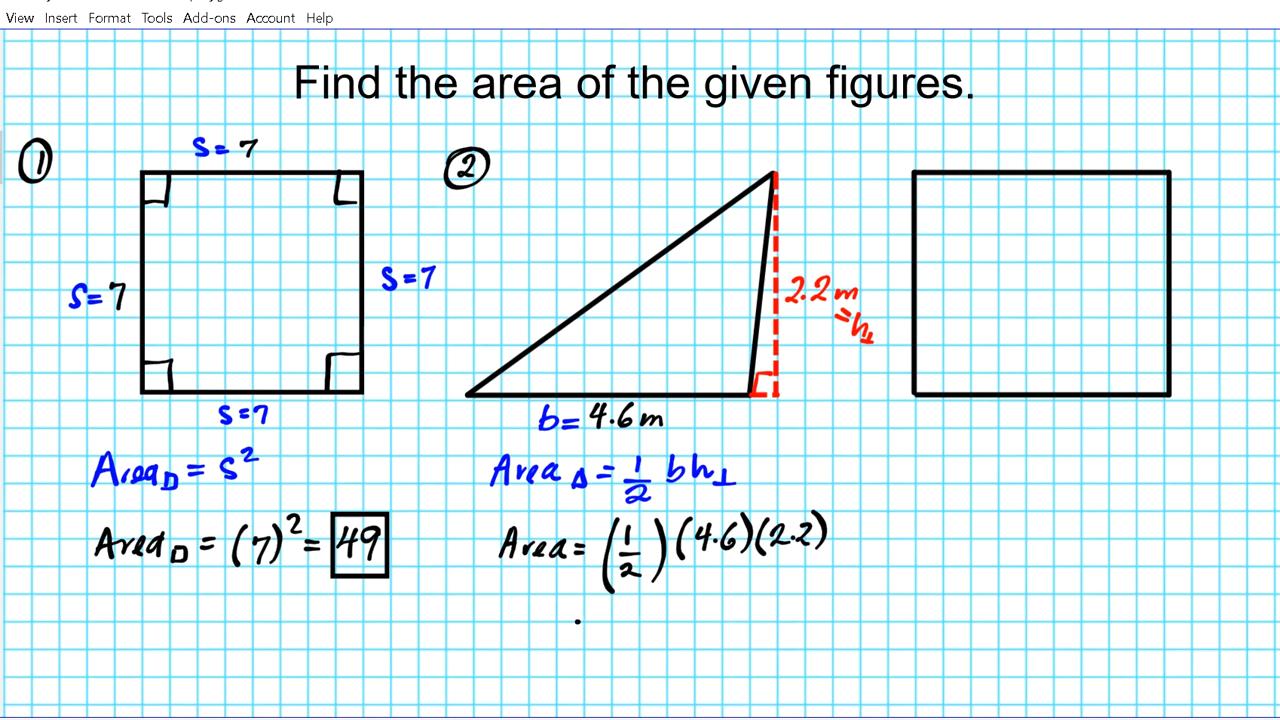 View Insert Format Tools Add-ons Account Help
Find the area of the given figures.
①
s = 7
s = 7
s = 7
s = 7
Area□ = s²
Area□ = (7)² = 49
②
2.2 m
= h⊥
b = 4.6 m
Area△ = 1/2 bh⊥
Area = (1/2)(4.6)(2.2)